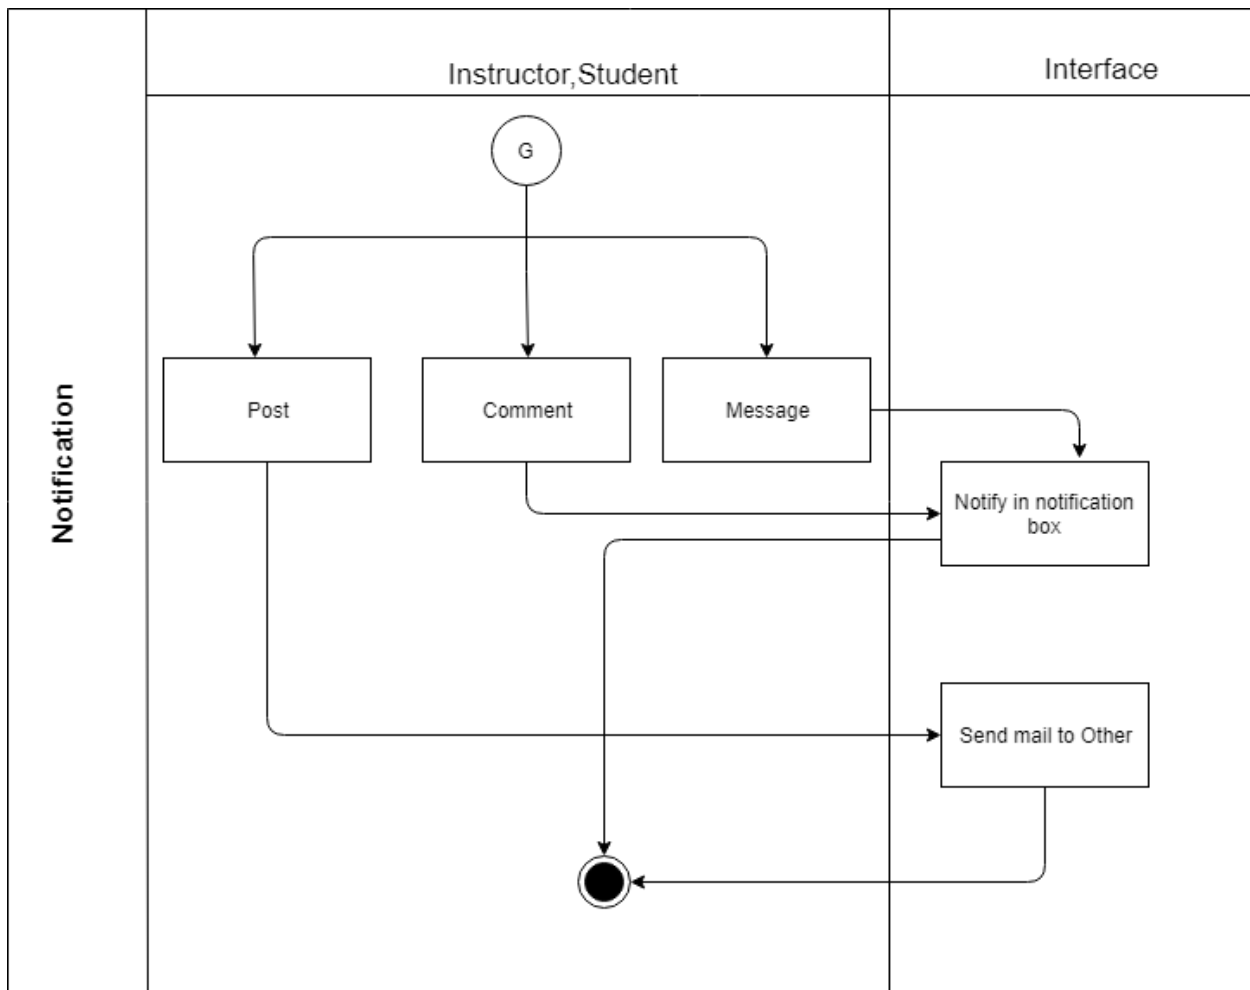 Instructor,Student
Interface
G
Notification
Post
Comment
Message
Notify in notification
box
Send mail to Other